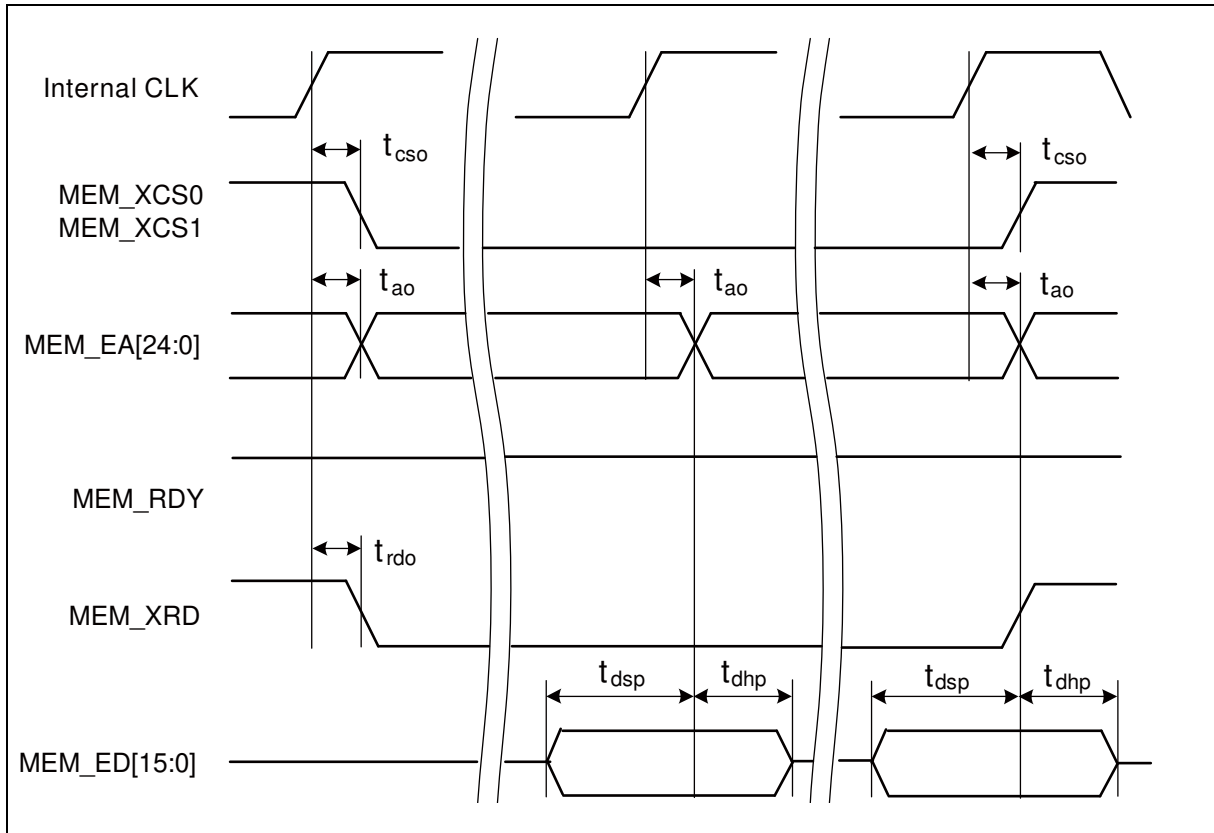 Internal CLK
tcso
tcso
MEM_XCS0
MEM_XCS1
tao
tao
tao
MEM_EA[24:0]
MEM_RDY
trdo
MEM_XRD
tdsp
tdhp
tdsp
tdhp
MEM_ED[15:0]